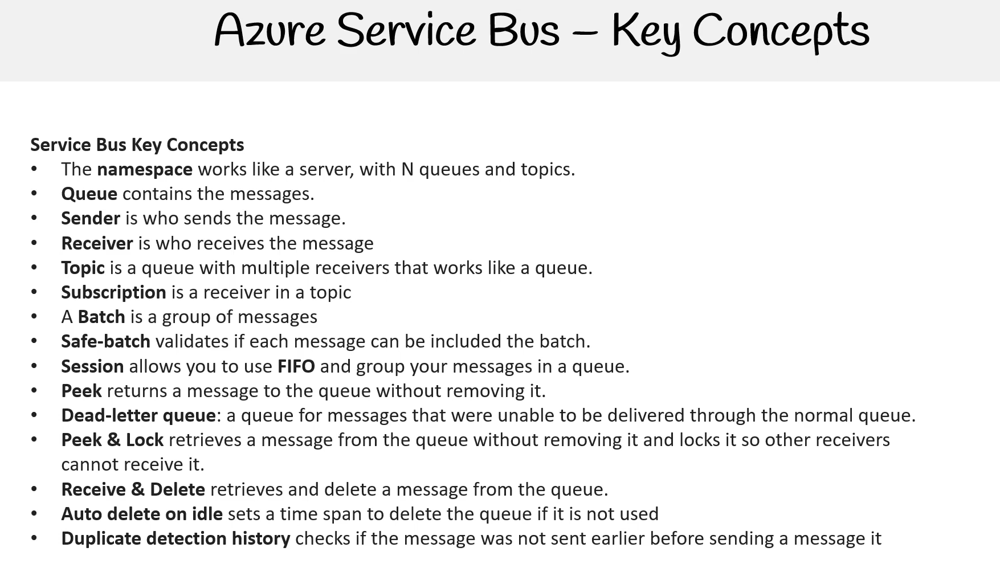 Azure Service Bus – Key Concepts
Service Bus Key Concepts
• The namespace works like a server, with N queues and topics.
• Queue contains the messages.
• Sender is who sends the message.
• Receiver is who receives the message
• Topic is a queue with multiple receivers that works like a queue.
• Subscription is a receiver in a topic
• A Batch is a group of messages
• Safe-batch validates if each message can be included the batch.
• Session allows you to use FIFO and group your messages in a queue.
• Peek returns a message to the queue without removing it.
• Dead-letter queue: a queue for messages that were unable to be delivered through the normal queue.
• Peek & Lock retrieves a message from the queue without removing it and locks it so other receivers
cannot receive it.
• Receive & Delete retrieves and delete a message from the queue.
• Auto delete on idle sets a time span to delete the queue if it is not used
• Duplicate detection history checks if the message was not sent earlier before sending a message it